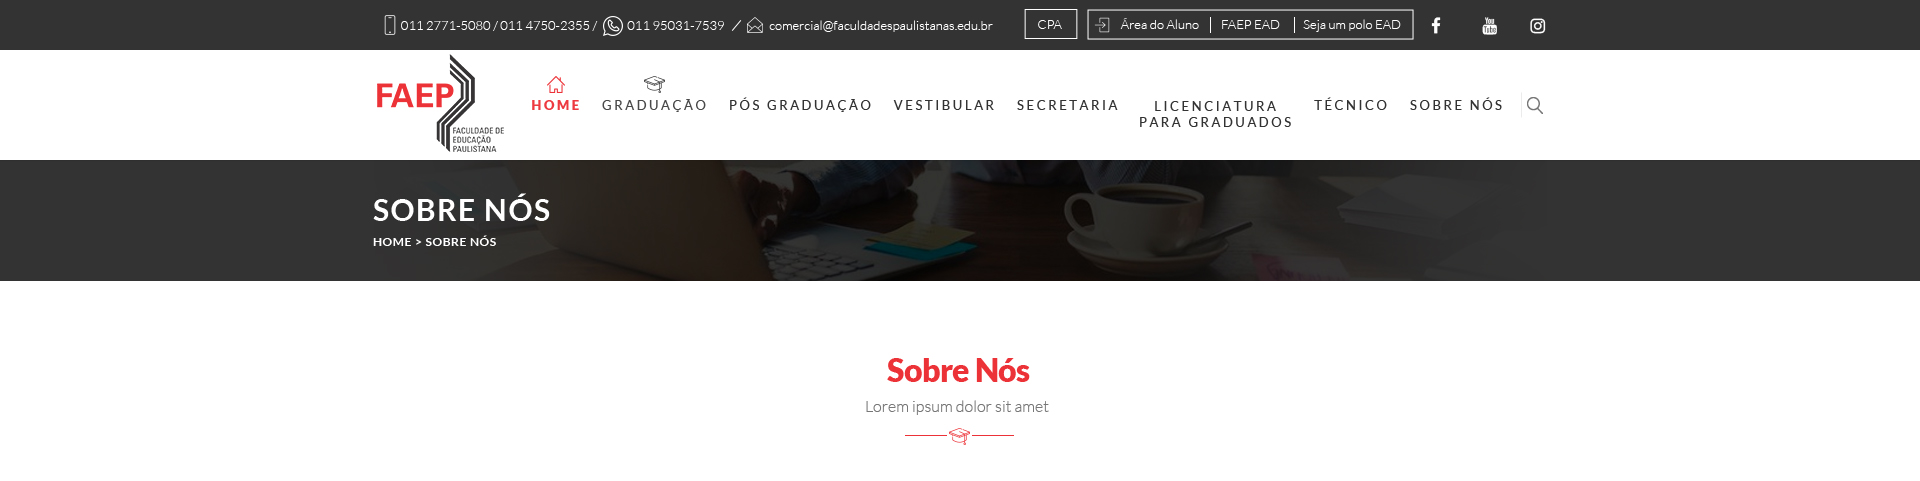 011 2771-5080 / 011 4750-2355 / 011 95031-7539 / comercial@faculdadespaulistanas.edu.br CPA Área do Aluno | FAEP EAD | Seja um polo EAD You Tube
FAEP
FACULDADE DE
EDUCAÇÃO
PAULISTANA
HOME GRADUAÇÃO PÓS GRADUAÇÃO VESTIBULAR SECRETARIA LICENCIATURA
PARA GRADUADOS TÉCNICO SOBRE NÓS
SOBRE NÓS
HOME > SOBRE NÓS
Sobre Nós
Lorem ipsum dolor sit amet